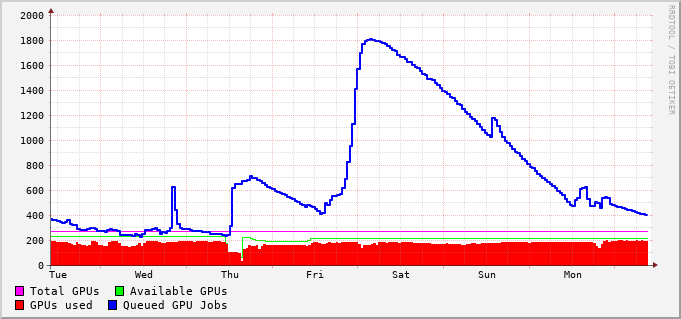 2000
1800
1600
1400
1200
1000
800
600
400
200
0
Tue Wed Thu Fri Sat Sun Mon
Total GPUs Available GPUs
GPUs used Queued GPU Jobs
RRDTOOL / TOBI OETIKER